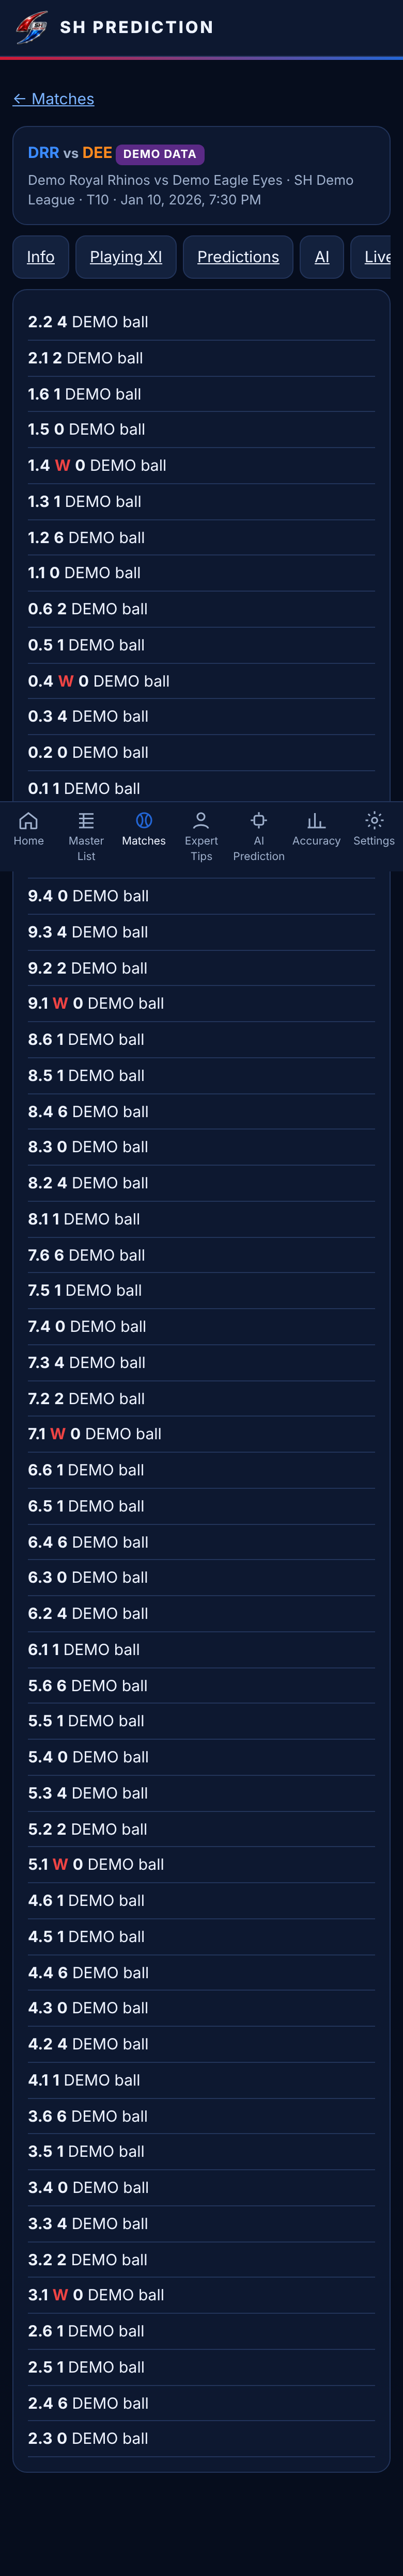 SH PREDICTION
← Matches
DRR vs DEE DEMO DATA
Demo Royal Rhinos vs Demo Eagle Eyes · SH Demo
League · T10 · Jan 10, 2026, 7:30 PM
Info Playing XI Predictions AI Live
2.2 4 DEMO ball
2.1 2 DEMO ball
1.6 1 DEMO ball
1.5 0 DEMO ball
1.4 W 0 DEMO ball
1.3 1 DEMO ball
1.2 6 DEMO ball
1.1 0 DEMO ball
0.6 2 DEMO ball
0.5 1 DEMO ball
0.4 W 0 DEMO ball
0.3 4 DEMO ball
0.2 0 DEMO ball
0.1 1 DEMO ball
Home Master List Matches Expert Tips AI Prediction Accuracy Settings
9.4 0 DEMO ball
9.3 4 DEMO ball
9.2 2 DEMO ball
9.1 W 0 DEMO ball
8.6 1 DEMO ball
8.5 1 DEMO ball
8.4 6 DEMO ball
8.3 0 DEMO ball
8.2 4 DEMO ball
8.1 1 DEMO ball
7.6 6 DEMO ball
7.5 1 DEMO ball
7.4 0 DEMO ball
7.3 4 DEMO ball
7.2 2 DEMO ball
7.1 W 0 DEMO ball
6.6 1 DEMO ball
6.5 1 DEMO ball
6.4 6 DEMO ball
6.3 0 DEMO ball
6.2 4 DEMO ball
6.1 1 DEMO ball
5.6 6 DEMO ball
5.5 1 DEMO ball
5.4 0 DEMO ball
5.3 4 DEMO ball
5.2 2 DEMO ball
5.1 W 0 DEMO ball
4.6 1 DEMO ball
4.5 1 DEMO ball
4.4 6 DEMO ball
4.3 0 DEMO ball
4.2 4 DEMO ball
4.1 1 DEMO ball
3.6 6 DEMO ball
3.5 1 DEMO ball
3.4 0 DEMO ball
3.3 4 DEMO ball
3.2 2 DEMO ball
3.1 W 0 DEMO ball
2.6 1 DEMO ball
2.5 1 DEMO ball
2.4 6 DEMO ball
2.3 0 DEMO ball